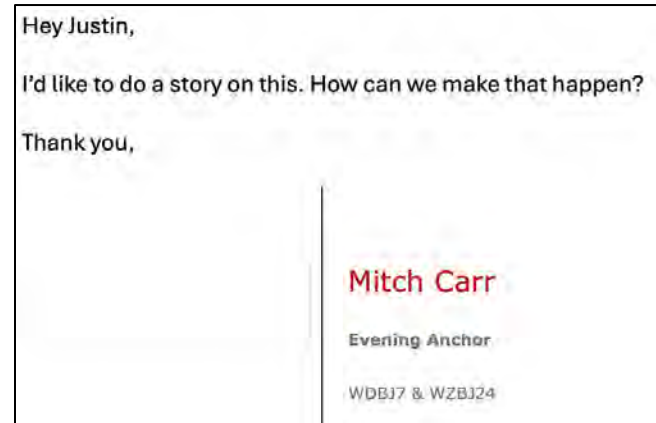 Hey Justin,
I'd like to do a story on this. How can we make that happen?
Thank you,
Mitch Carr
Evening Anchor
WDBJ7 & WZBJ24